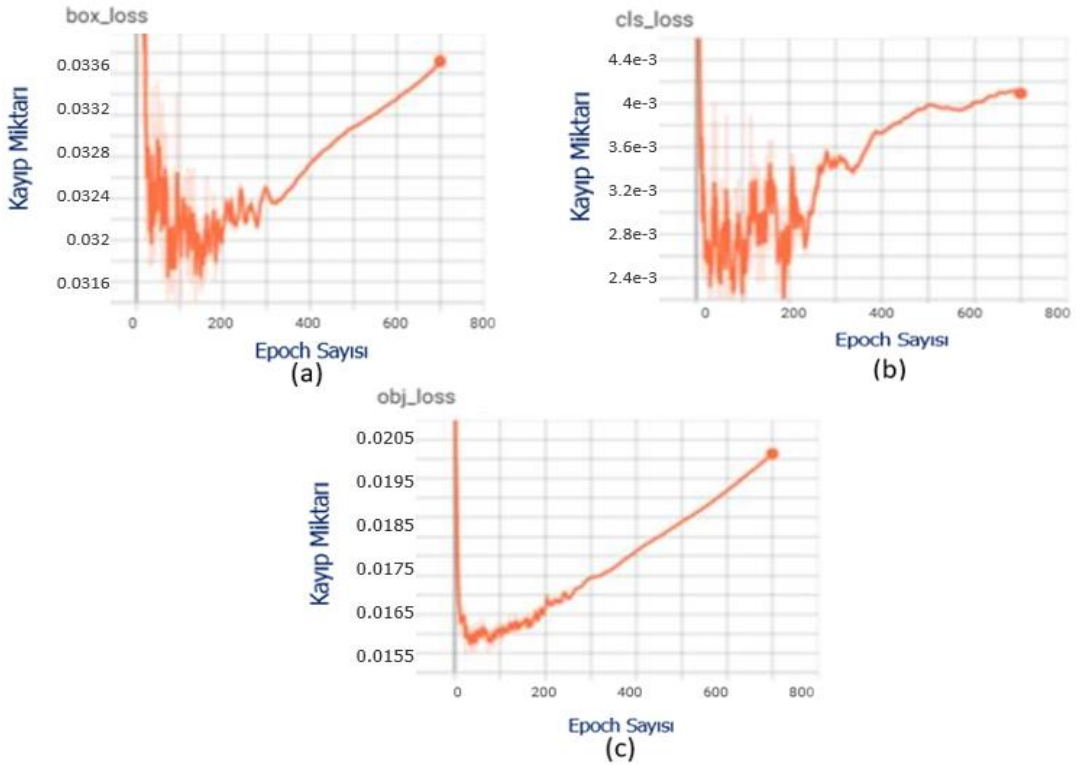 box_loss
Kayıp Miktarı
0.0336
0.0332
0.0328
0.0324
0.032
0.0316
0 200 400 600 800
Epoch Sayısı
(a)
cls_loss
Kayıp Miktarı
4.4e-3
4e-3
3.6e-3
3.2e-3
2.8e-3
2.4e-3
0 200 400 600 800
Epoch Sayısı
(b)
obj_loss
Kayıp Miktarı
0.0205
0.0195
0.0185
0.0175
0.0165
0.0155
0 200 400 600 800
Epoch Sayısı
(c)